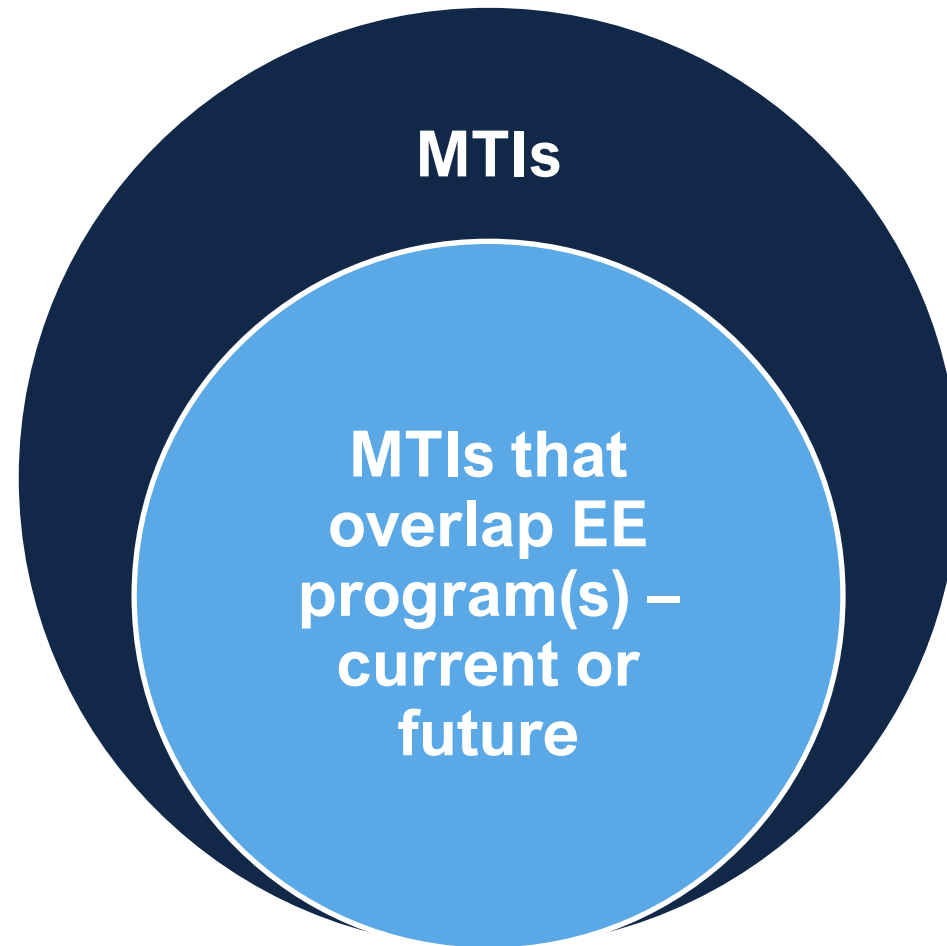 MTIs
MTIs that
overlap EE
program(s) –
current or
future